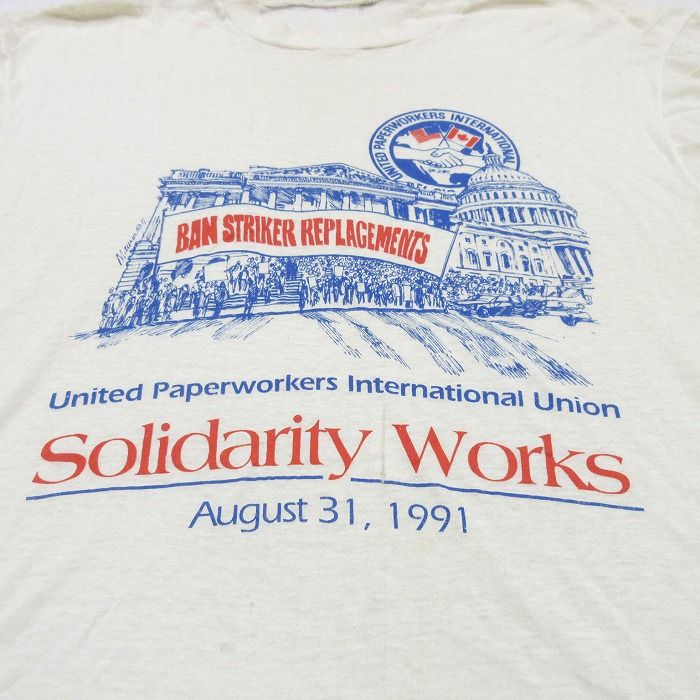 UNITED PAPERWORKERS INTERNATIONAL
BAN STRIKER REPLACEMENTS
United Paperworkers International Union
Solidarity Works
August 31, 1991